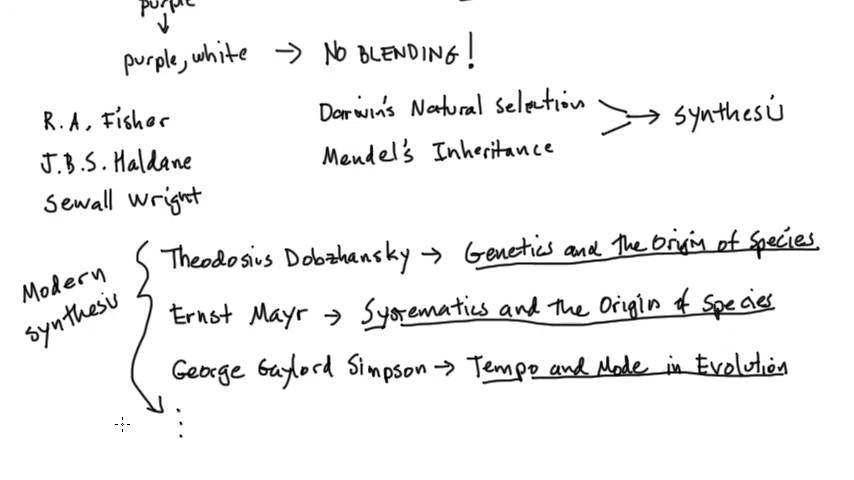 purple
↓
purple, white → NO BLENDING!
R.A. Fisher
J.B.S. Haldane
Sewall Wright
Darwin's Natural Selection
Mendel's Inheritance
→ synthesis
Modern
synthesis
Theodosius Dobzhansky → Genetics and the Origin of Species.
Ernst Mayr → Systematics and the Origin of Species
George Gaylord Simpson → Tempo and Mode in Evolution
⋮